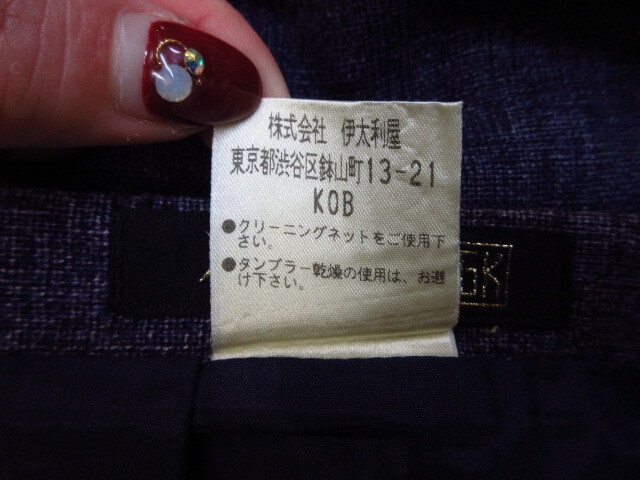 株式会社 伊太利屋
東京都渋谷区鉢山町13-21
KOB
●クリーニングネットをご使用下
さい。
●タンブラー乾燥の使用は、お避
け下さい。
GK